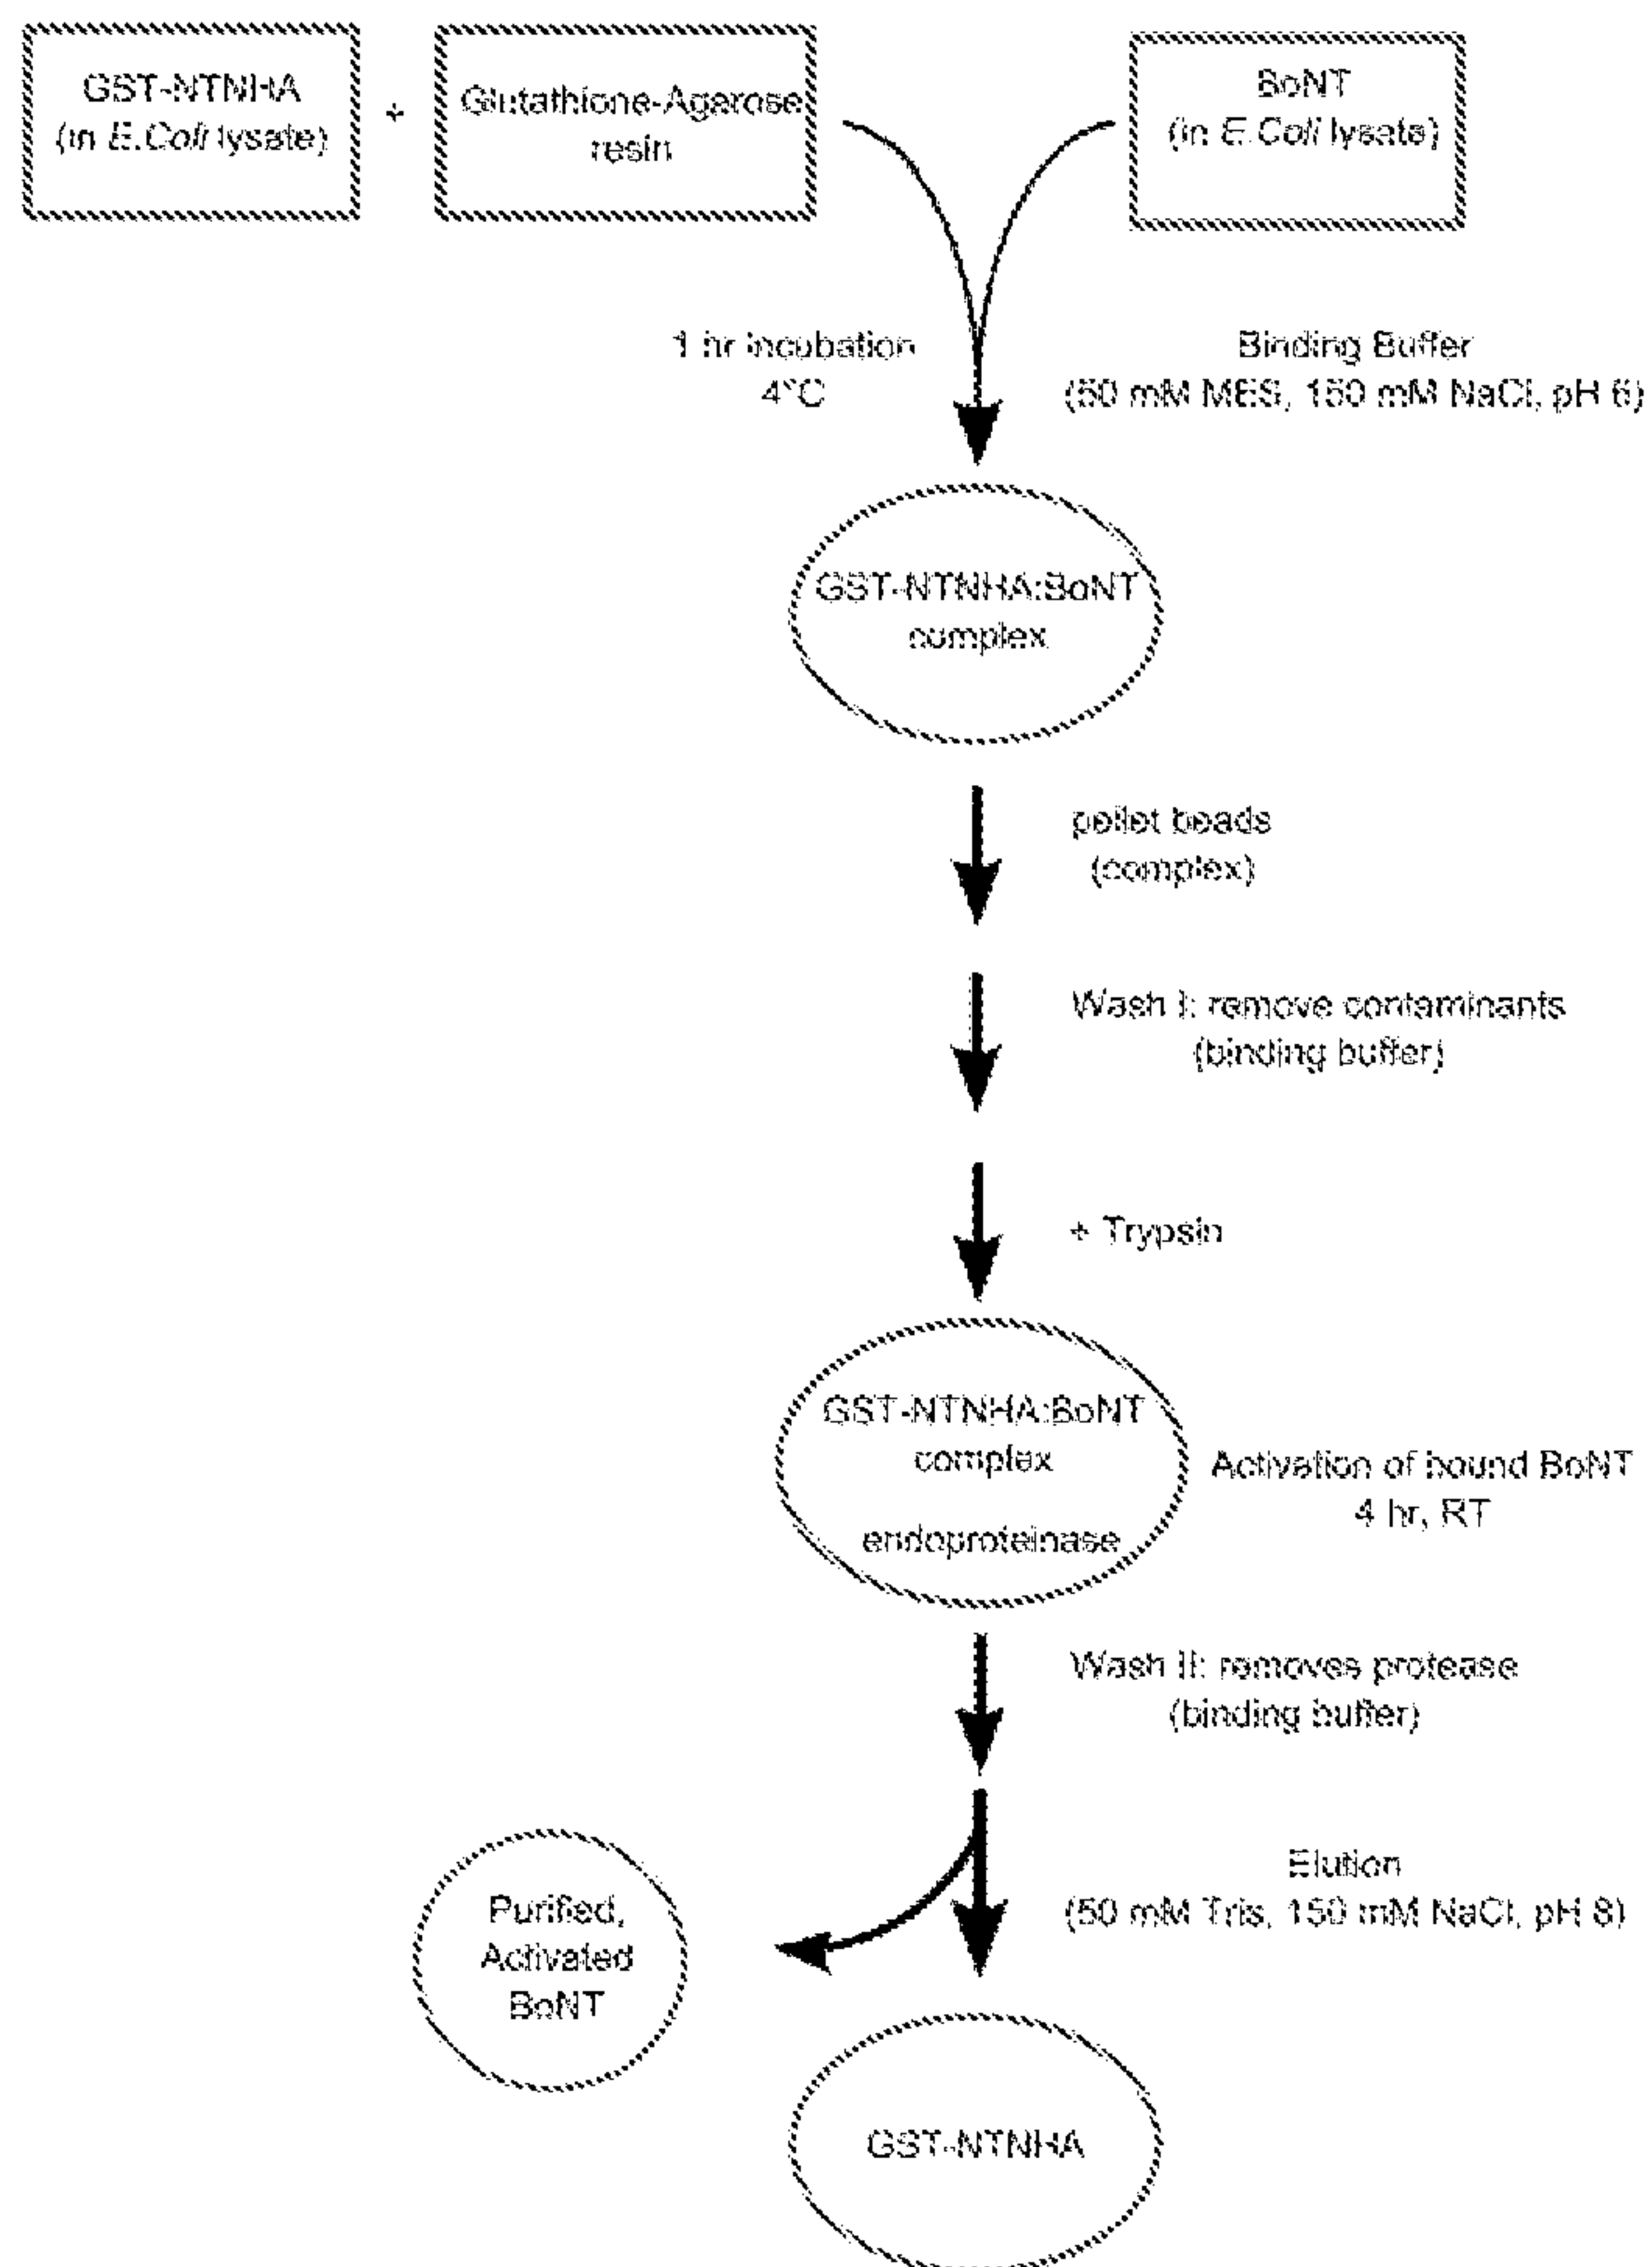 GST-NTNHA
(in E.Coli lysate)
+
Glutathione-Agarose
resin
BoNT
(in E.Coli lysate)
1 hr incubation
4°C
Binding Buffer
(50 mM MES, 150 mM NaCl, pH 6)
GST-NTNHA:BoNT
complex
pellet beads
(complex)
Wash I: remove contaminants
(binding buffer)
+ Trypsin
GST-NTNHA:BoNT
complex
endoproteinase
Activation of bound BoNT
4 hr, RT
Wash II: removes protease
(binding buffer)
Elution
(50 mM Tris, 150 mM NaCl, pH 8)
Purified,
Activated
BoNT
GST-NTNHA